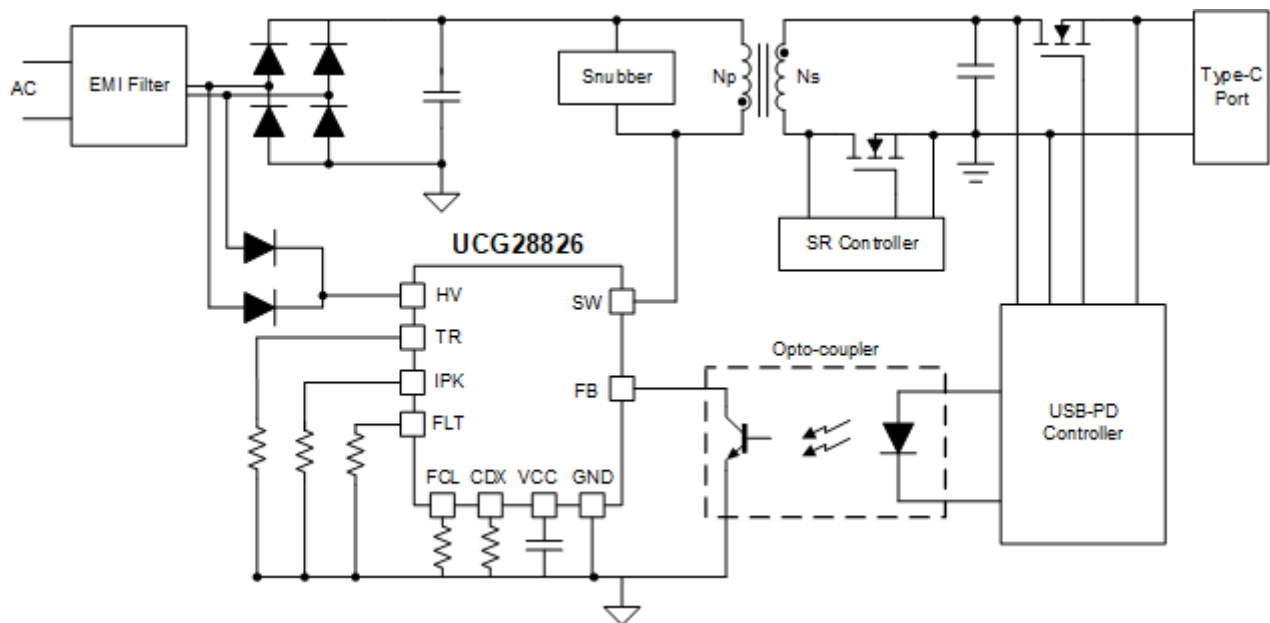 AC
EMI Filter
Snubber
Np
Ns
Type-C
Port
SR Controller
UCG28826
HV
SW
TR
IPK
FB
FLT
FCL
CDX
VCC
GND
Opto-coupler
USB-PD
Controller